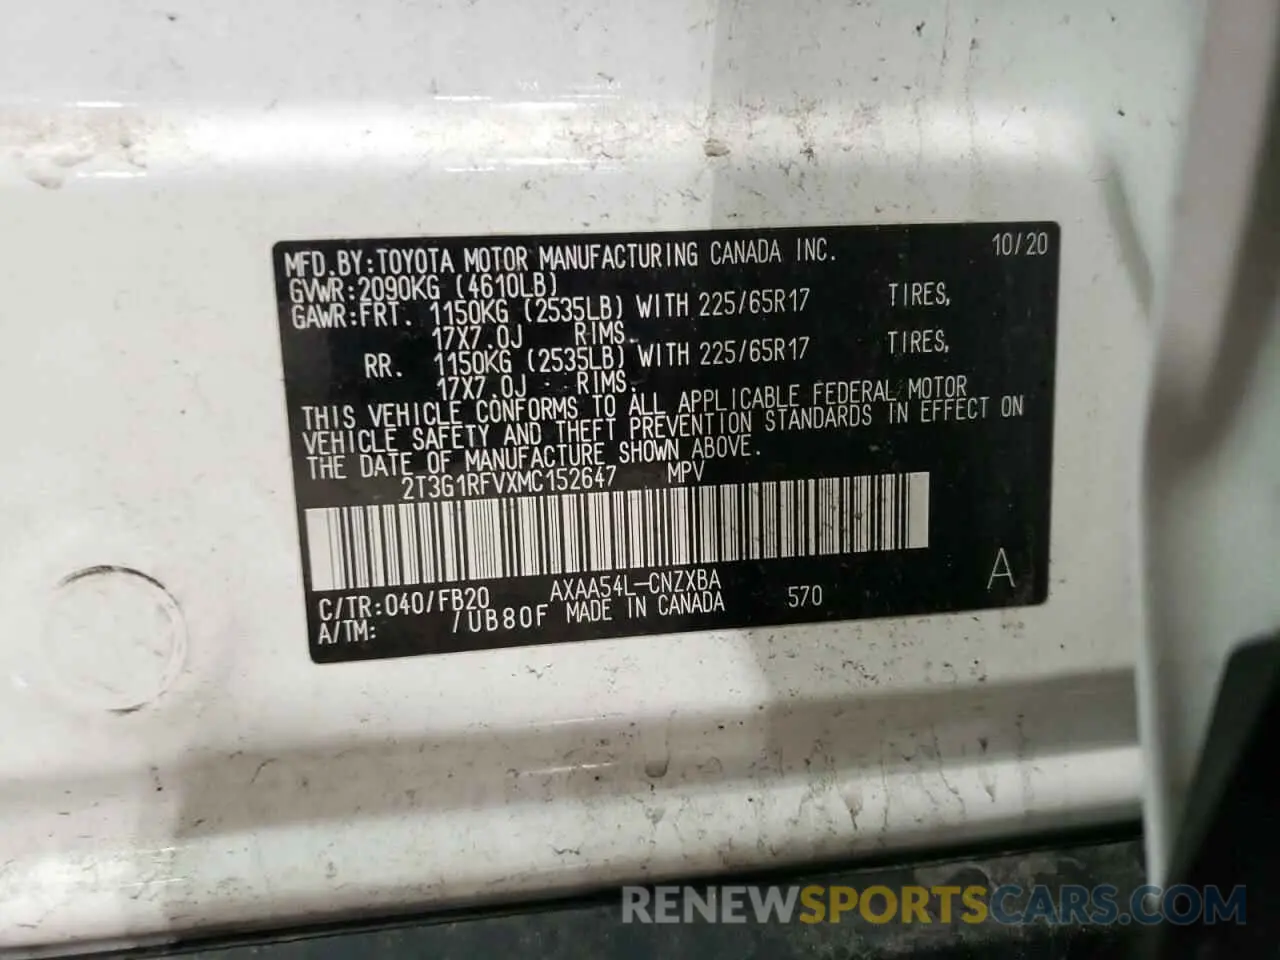 MFD.BY:TOYOTA MOTOR MANUFACTURING CANADA INC. 10/20
GVWR:2090KG (4610LB)
GAWR:FRT. 1150KG (2535LB) WITH 225/65R17 TIRES,
17X7.0J RIMS.
RR. 1150KG (2535LB) WITH 225/65R17 TIRES,
17X7.0J RIMS.
THIS VEHICLE CONFORMS TO ALL APPLICABLE FEDERAL MOTOR
VEHICLE SAFETY AND THEFT PREVENTION STANDARDS IN EFFECT ON
THE DATE OF MANUFACTURE SHOWN ABOVE.
2T3G1RFVXMC152647 MPV
C/TR:040/FB20 AXAA54L-CNZXBA 570 A
A/TM: /UB80F MADE IN CANADA
RENEWSPORTSCARS.COM